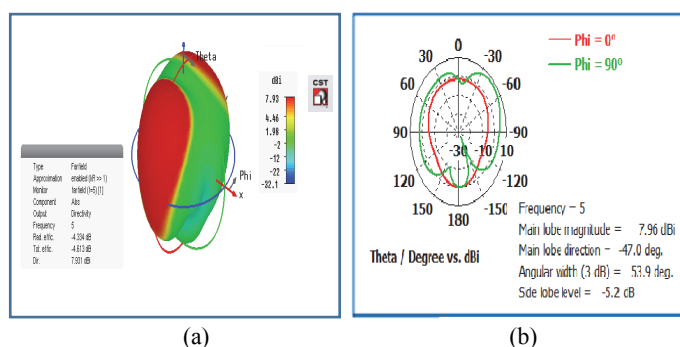 Theta
Phi
x
dBi
7.93
4.46
1.98
-2
-12
-22
-32.1
CST
Type Farfield
Approximation enabled (kR >> 1)
Monitor farfield (f=5) [1]
Component Abs
Output Directivity
Frequency 5
Rad. effic. -4.334 dB
Tot. effic. -4.613 dB
Dir. 7.931 dBi
(a)
Phi = 0º
Phi = 90º
0
30 -30
60 -60
90 -30 -10 10 -90
120 -120
150 -150
180
Theta / Degree vs. dBi
Frequency = 5
Main lobe magnitude = 7.96 dBi
Main lobe direction = -47.0 deg.
Angular width (3 dB) = 53.9 deg.
Side lobe level = -5.2 dB
(b)